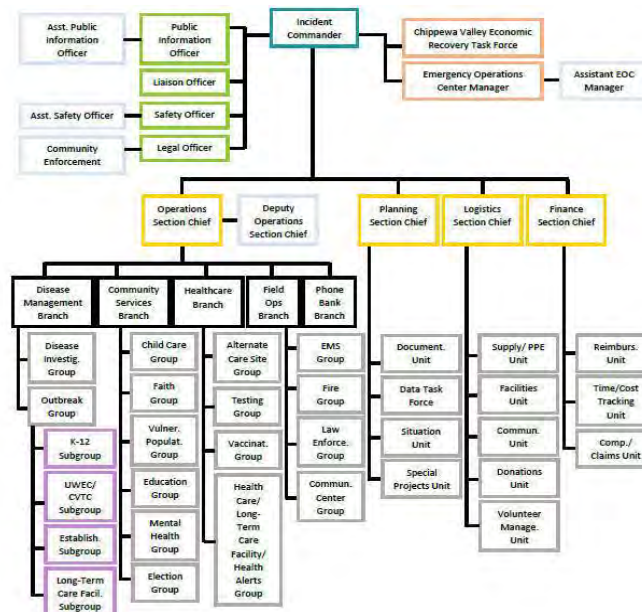 Incident
Commander
Asst. Public
Information
Officer
Public
Information
Officer
Liaison Officer
Asst. Safety Officer
Safety Officer
Community
Enforcement
Legal Officer
Chippewa Valley Economic
Recovery Task Force
Emergency Operations
Center Manager
Assistant EOC
Manager
Operations
Section Chief
Deputy
Operations
Section Chief
Planning
Section Chief
Logistics
Section Chief
Finance
Section Chief
Disease
Management
Branch
Community
Services
Branch
Healthcare
Branch
Field
Ops
Branch
Phone
Bank
Branch
Disease
Investig.
Group
Outbreak
Group
K-12
Subgroup
UWEC/
CVTC
Subgroup
Establish.
Subgroup
Long-Term
Care Facil.
Subgroup
Child Care
Group
Faith
Group
Vulner.
Populat.
Group
Education
Group
Mental
Health
Group
Election
Group
Alternate
Care Site
Group
Testing
Group
Vaccinat.
Group
Health
Care/
Long-
Term
Care
Facility/
Health
Alerts
Group
EMS
Group
Fire
Group
Law
Enforce.
Group
Commun.
Center
Group
Document.
Unit
Data Task
Force
Situation
Unit
Special
Projects Unit
Supply/ PPE
Unit
Facilities
Unit
Commun.
Unit
Donations
Unit
Volunteer
Manage.
Unit
Reimburs.
Unit
Time/Cost
Tracking
Unit
Comp./
Claims Unit